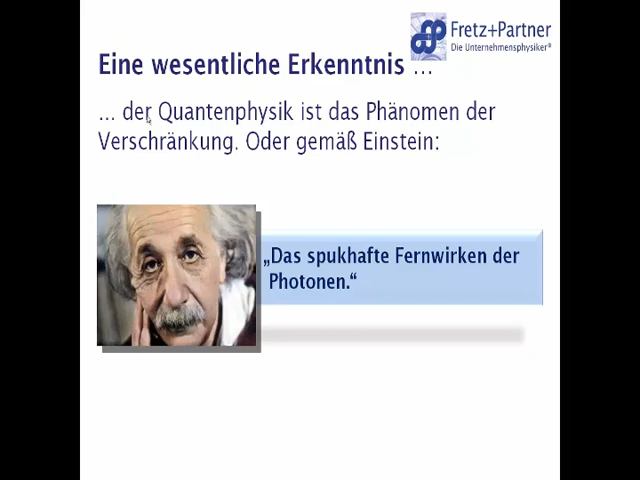 Fretz+Partner
Die Unternehmensphysiker®
Eine wesentliche Erkenntnis ...
... der Quantenphysik ist das Phänomen der
Verschränkung. Oder gemäß Einstein:
„Das spukhafte Fernwirken der
Photonen.“